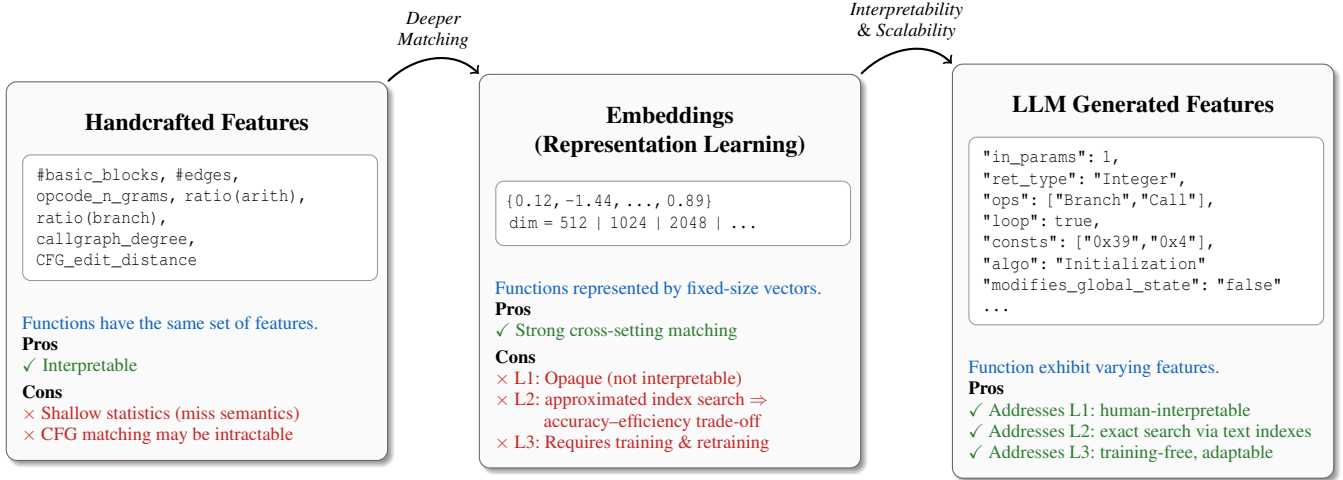 Deeper
Matching
Interpretability
& Scalability
Handcrafted Features
#basic_blocks, #edges,
opcode_n_grams, ratio(arith),
ratio(branch),
callgraph_degree,
CFG_edit_distance
Functions have the same set of features.
Pros
✓ Interpretable
Cons
× Shallow statistics (miss semantics)
× CFG matching may be intractable
Embeddings
(Representation Learning)
{0.12, −1.44, ..., 0.89}
dim = 512 | 1024 | 2048 | ...
Functions represented by fixed-size vectors.
Pros
✓ Strong cross-setting matching
Cons
× L1: Opaque (not interpretable)
× L2: approximated index search ⇒
accuracy–efficiency trade-off
× L3: Requires training & retraining
LLM Generated Features
"in_params": 1,
"ret_type": "Integer",
"ops": ["Branch","Call"],
"loop": true,
"consts": ["0x39","0x4"],
"algo": "Initialization"
"modifies_global_state": "false"
...
Function exhibit varying features.
Pros
✓ Addresses L1: human-interpretable
✓ Addresses L2: exact search via text indexes
✓ Addresses L3: training-free, adaptable